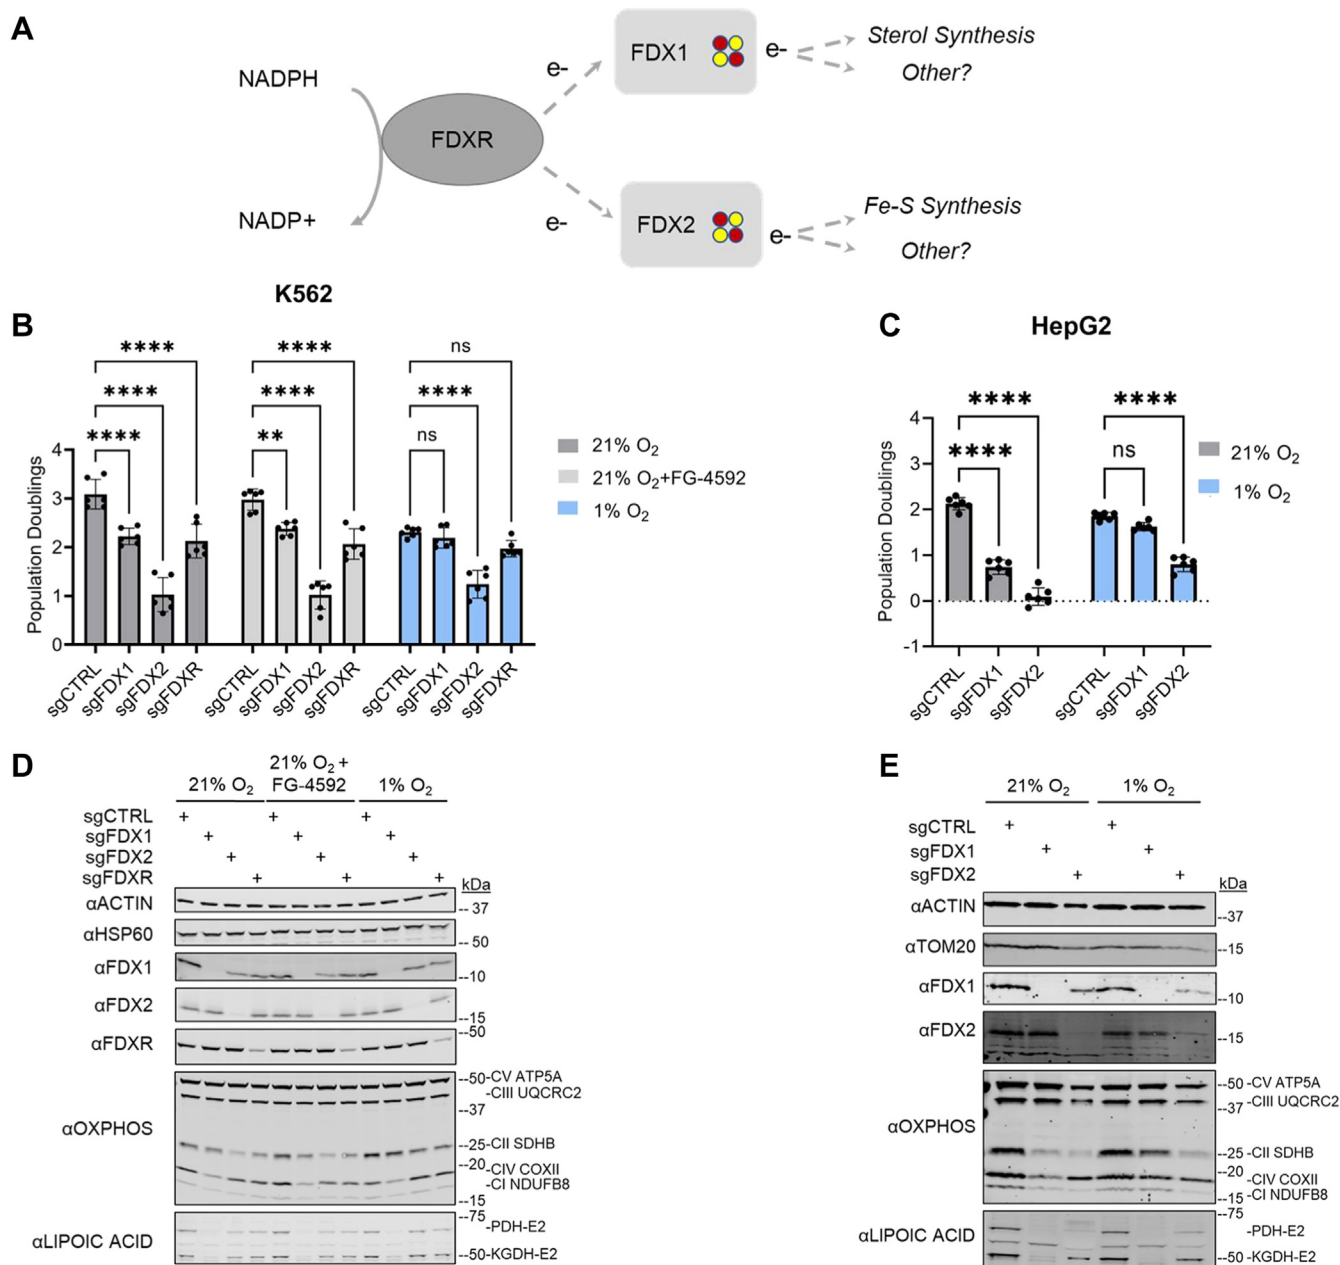 A
NADPH
NADP+
FDXR
e-
e-
FDX1
FDX2
e-
e-
Sterol Synthesis
Other?
Fe-S Synthesis
Other?
K562
B
**** **** ns
**** **** ****
**** ** ns
Population Doublings
4
3
2
1
0
sgCTRL sgFDX1 sgFDX2 sgFDXR sgCTRL sgFDX1 sgFDX2 sgFDXR sgCTRL sgFDX1 sgFDX2 sgFDXR
21% O2
21% O2+FG-4592
1% O2
C
HepG2
**** ****
**** ns
Population Doublings
4
3
2
1
0
-1
sgCTRL sgFDX1 sgFDX2 sgCTRL sgFDX1 sgFDX2
21% O2
1% O2
D
21% O2 21% O2 + FG-4592 1% O2
sgCTRL + + +
sgFDX1 + + +
sgFDX2 + + +
sgFDXR + + +
kDa
αACTIN -- 37
αHSP60 -- 50
αFDX1 -- 10
αFDX2 -- 15
αFDXR --50
αOXPHOS
--50-CV ATP5A
-CIII UQCRC2
--37
--25-CII SDHB
--20
-CIV COXII
-CI NDUFB8
--15
αLIPOIC ACID
--75
-PDH-E2
--50-KGDH-E2
E
21% O2 1% O2
sgCTRL + +
sgFDX1 + +
sgFDX2 + +
kDa
αACTIN --37
αTOM20 --15
αFDX1 -- 10
αFDX2 -- 15
αOXPHOS
-- 50 -CV ATP5A
-CIII UQCRC2
-- 37
-- 25 -CII SDHB
-- 20
-CIV COXII
-CI NDUFB8
-- 15
αLIPOIC ACID
--75
-PDH-E2
--50 -KGDH-E2